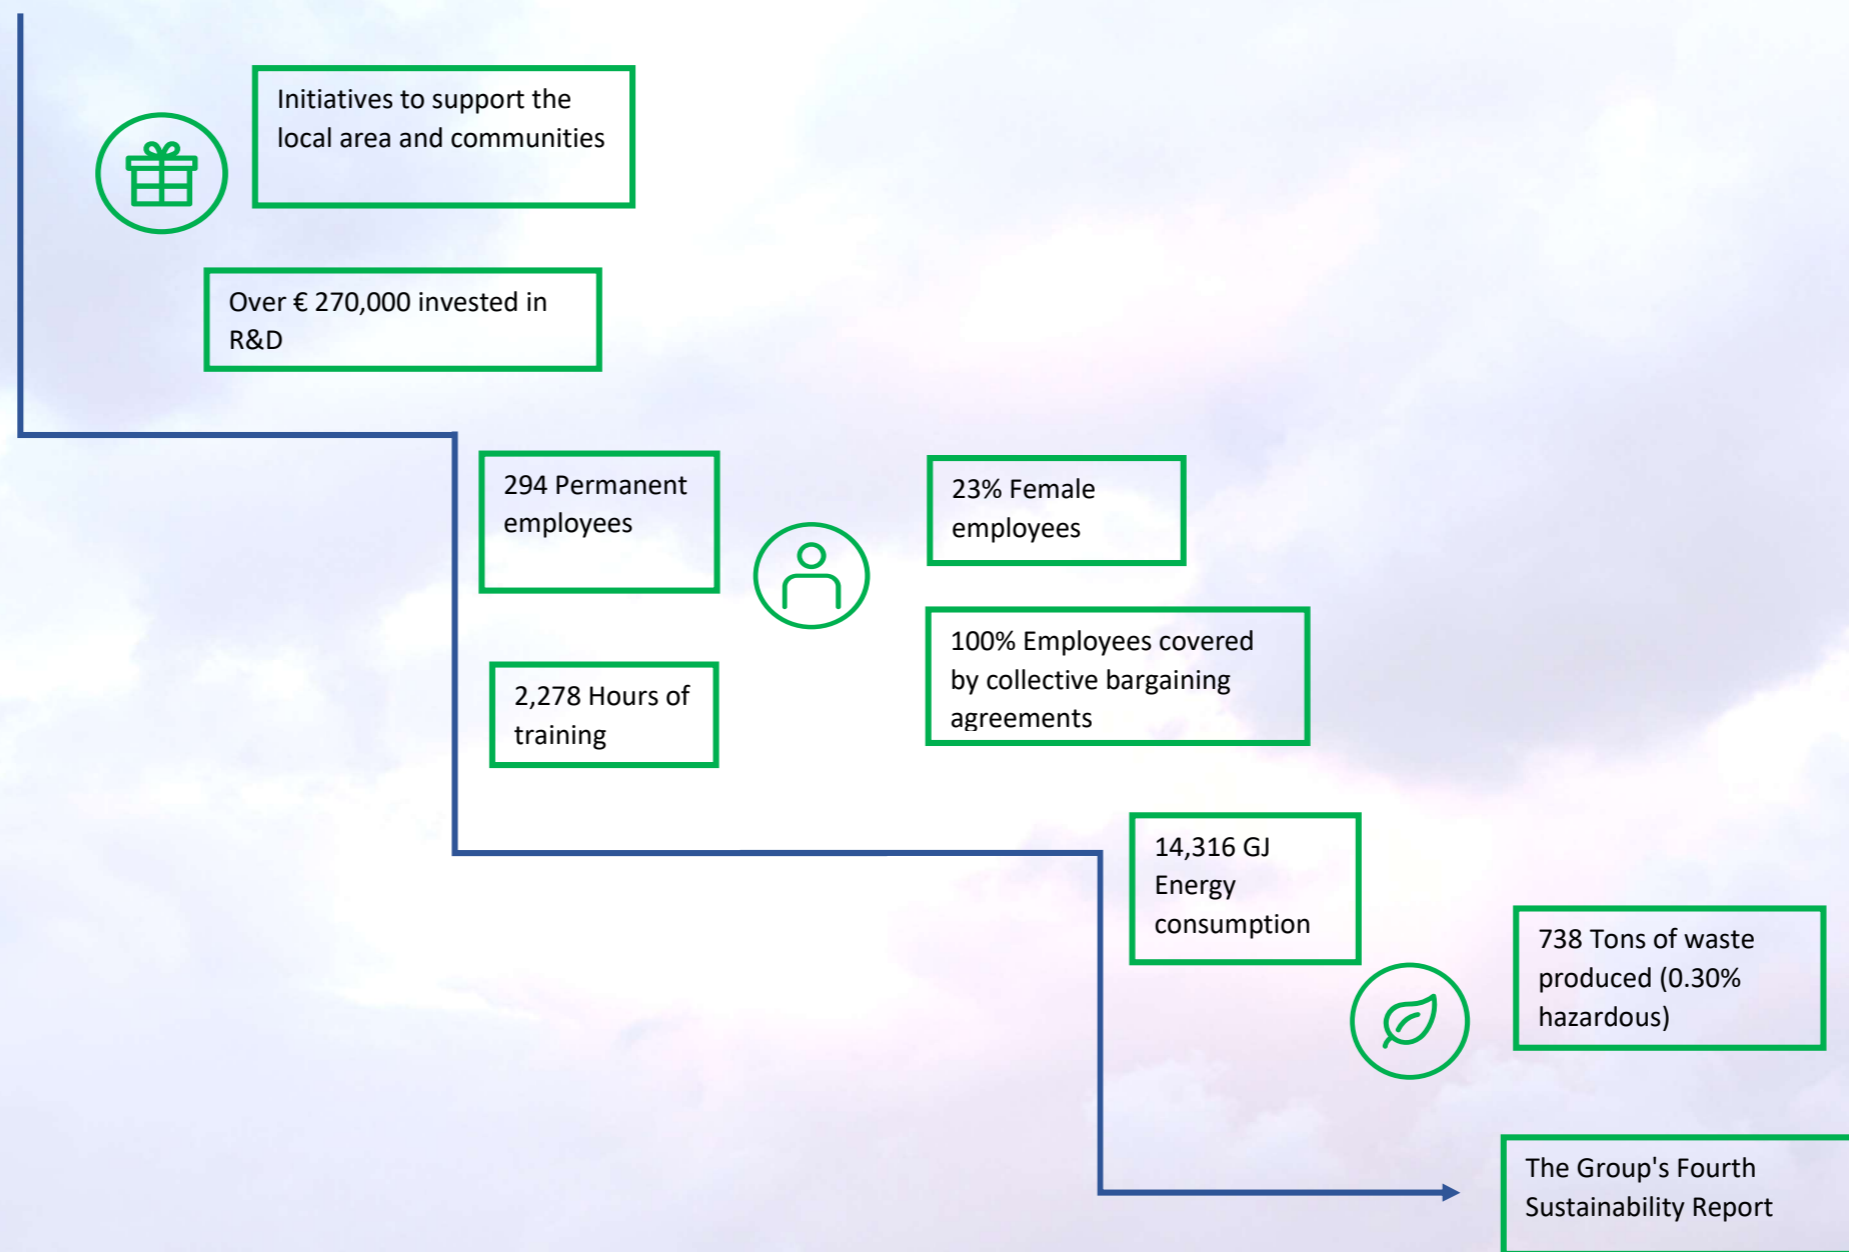 Initiatives to support the
local area and communities
Over € 270,000 invested in
R&D
294 Permanent
employees
23% Female
employees
2,278 Hours of
training
100% Employees covered
by collective bargaining
agreements
14,316 GJ
Energy
consumption
738 Tons of waste
produced (0.30%
hazardous)
The Group's Fourth
Sustainability Report